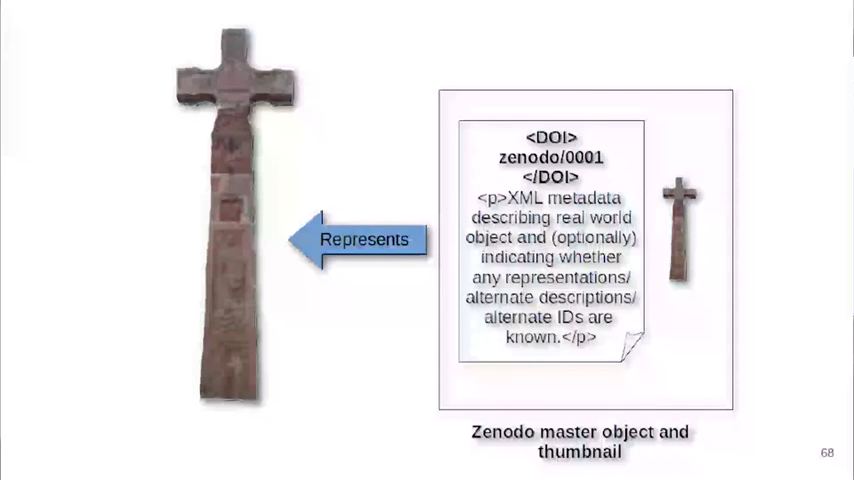 <DOI>
zenodo/0001
</DOI>
<p>XML metadata
describing real world
object and (optionally)
indicating whether
any representations/
alternate descriptions/
alternate IDs are
known.</p>
Represents
Zenodo master object and
thumbnail
68